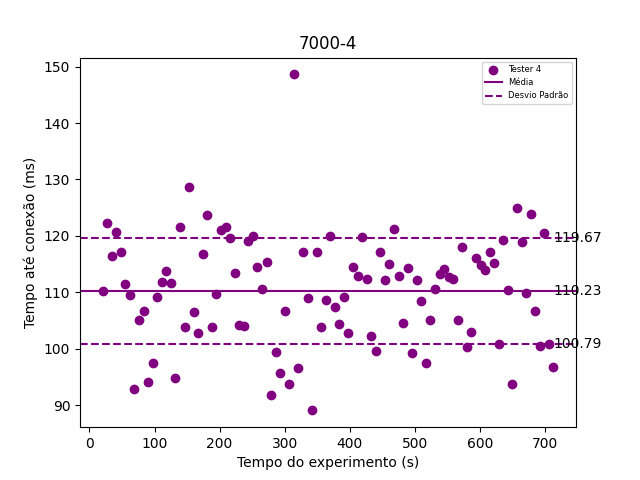 7000-4
Tester 4
Média
Desvio Padrão
150
140
130
120
110
100
90
119.67
110.23
100.79
Tempo até conexão (ms)
0 100 200 300 400 500 600 700
Tempo do experimento (s)